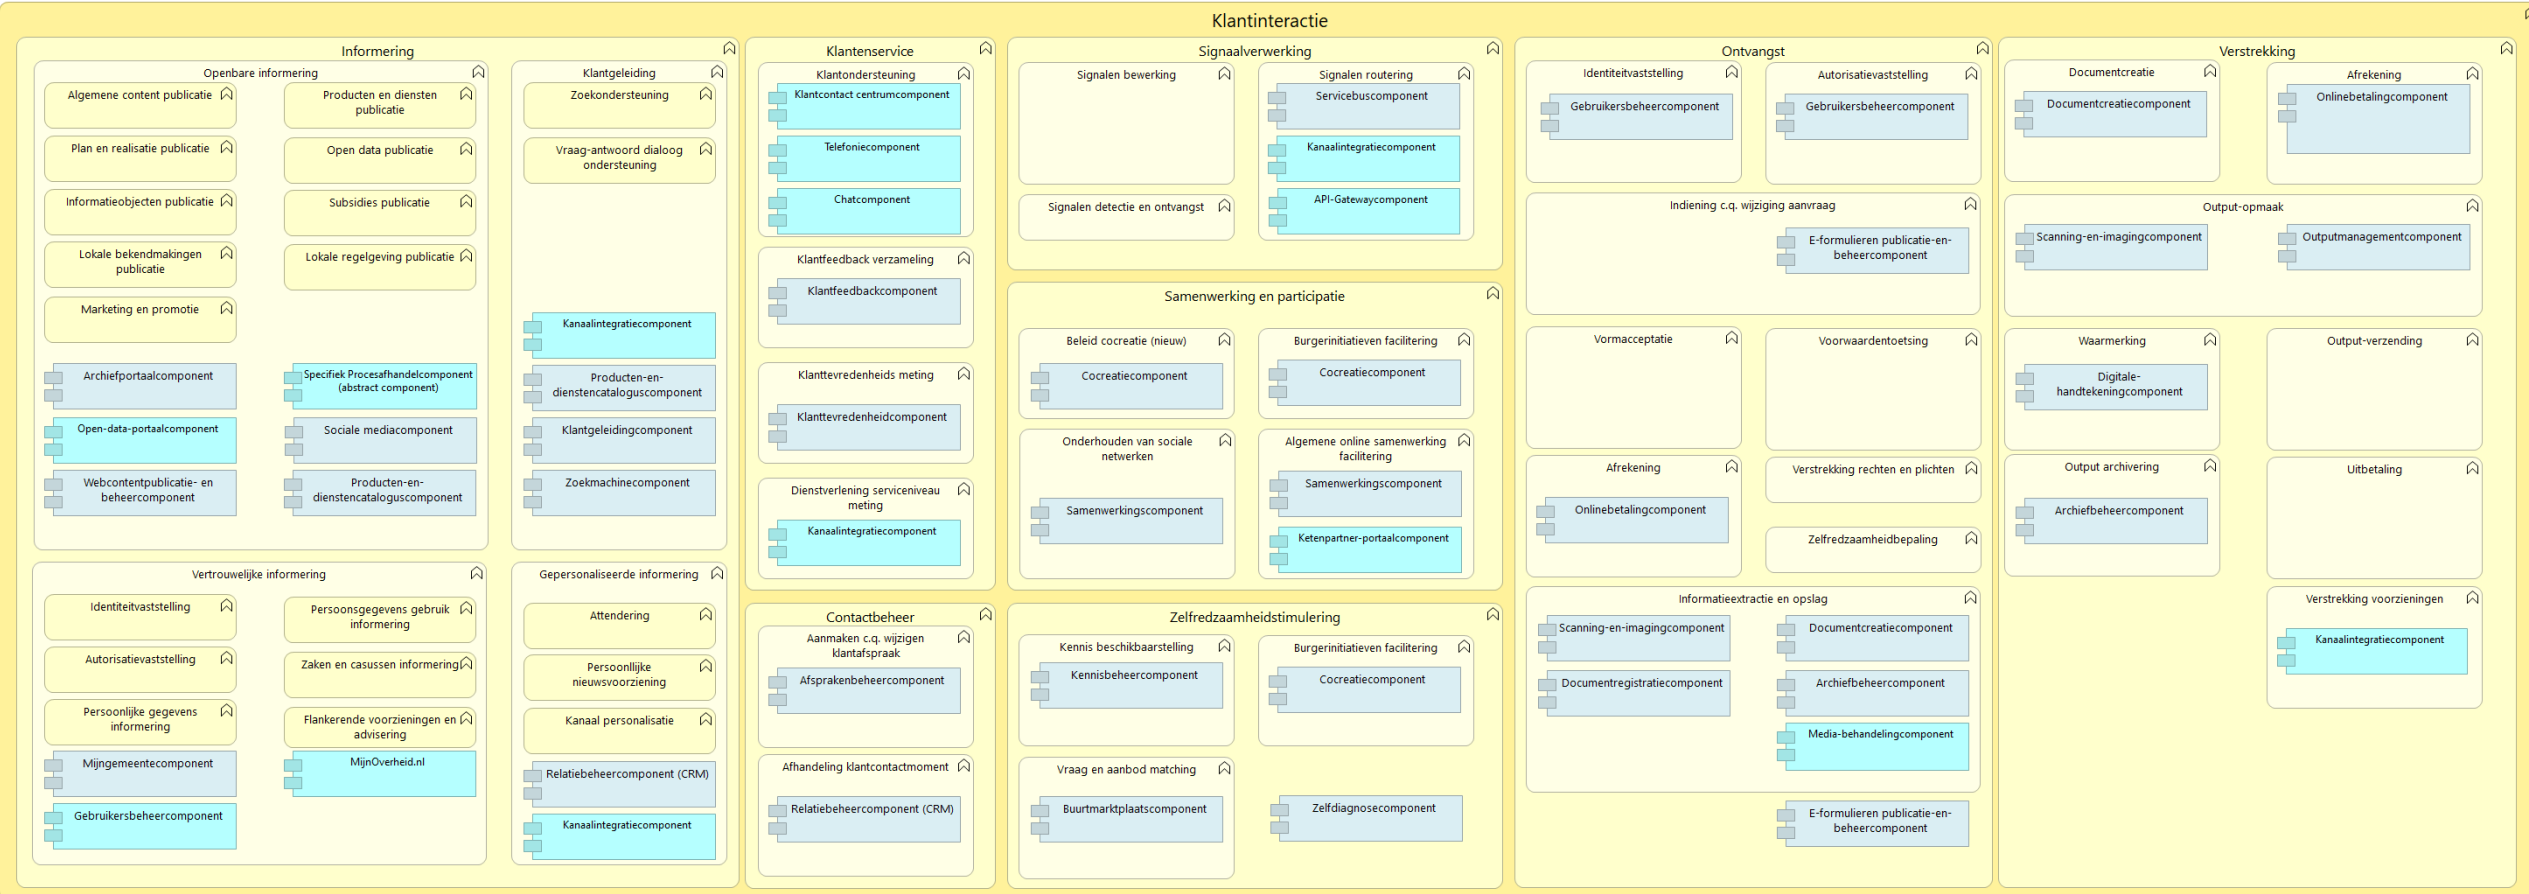 Klantinteractie
Informering
Openbare informering
Algemene content publicatie
Producten en diensten
publicatie
Plan en realisatie publicatie
Open data publicatie
Informatieobjecten publicatie
Subsidies publicatie
Lokale bekendmakingen
publicatie
Lokale regelgeving publicatie
Marketing en promotie
Archiefportaalcomponent
Specifiek Procesafhandelcomponent
(abstract component)
Open-data-portaalcomponent
Sociale mediacomponent
Webcontentpublicatie- en
beheercomponent
Producten-en-
dienstencataloguscomponent
Klantgeleiding
Zoekondersteuning
Vraag-antwoord dialoog
ondersteuning
Kanaalintegratiecomponent
Producten-en-
dienstencataloguscomponent
Klantgeleidingcomponent
Zoekmachinecomponent
Vertrouwelijke informering
Identiteitvaststelling
Persoonsgegevens gebruik
informering
Autorisatievaststelling
Zaken en casussen informering
Persoonlijke gegevens
informering
Flankerende voorzieningen en
advisering
Mijngemeentecomponent
MijnOverheid.nl
Gebruikersbeheercomponent
Gepersonaliseerde informering
Attendering
Persoonllijke
nieuwsvoorziening
Kanaal personalisatie
Relatiebeheercomponent (CRM)
Kanaalintegratiecomponent
Klantenservice
Klantondersteuning
Klantcontact centrumcomponent
Telefoniecomponent
Chatcomponent
Klantfeedback verzameling
Klantfeedbackcomponent
Klanttevredenheids meting
Klanttevredenheidcomponent
Dienstverlening serviceniveau
meting
Kanaalintegratiecomponent
Contactbeheer
Aanmaken c.q. wijzigen
klantafspraak
Afsprakenbeheercomponent
Afhandeling klantcontactmoment
Relatiebeheercomponent (CRM)
Signaalverwerking
Signalen bewerking
Signalen detectie en ontvangst
Signalen routering
Servicebuscomponent
Kanaalintegratiecomponent
API-Gatewaycomponent
Samenwerking en participatie
Beleid cocreatie (nieuw)
Cocreatiecomponent
Burgerinitiatieven facilitering
Cocreatiecomponent
Onderhouden van sociale
netwerken
Samenwerkingscomponent
Algemene online samenwerking
facilitering
Samenwerkingscomponent
Ketenpartner-portaalcomponent
Zelfredzaamheidstimulering
Kennis beschikbaarstelling
Kennisbeheercomponent
Burgerinitiatieven facilitering
Cocreatiecomponent
Vraag en aanbod matching
Buurtmarktplaatscomponent
Zelfdiagnosecomponent
Ontvangst
Identiteitvaststelling
Gebruikersbeheercomponent
Autorisatievaststelling
Gebruikersbeheercomponent
Indiening c.q. wijziging aanvraag
E-formulieren publicatie-en-
beheercomponent
Vormacceptatie
Voorwaardentoetsing
Afrekening
Onlinebetalingcomponent
Verstrekking rechten en plichten
Zelfredzaamheidbepaling
Informatieextractie en opslag
Scanning-en-imagingcomponent
Documentcreatiecomponent
Documentregistratiecomponent
Archiefbeheercomponent
Media-behandelingcomponent
E-formulieren publicatie-en-
beheercomponent
Verstrekking
Documentcreatie
Documentcreatiecomponent
Afrekening
Onlinebetalingcomponent
Output-opmaak
Scanning-en-imagingcomponent
Outputmanagementcomponent
Waarmerking
Digitale-
handtekeningcomponent
Output-verzending
Output archivering
Archiefbeheercomponent
Uitbetaling
Verstrekking voorzieningen
Kanaalintegratiecomponent